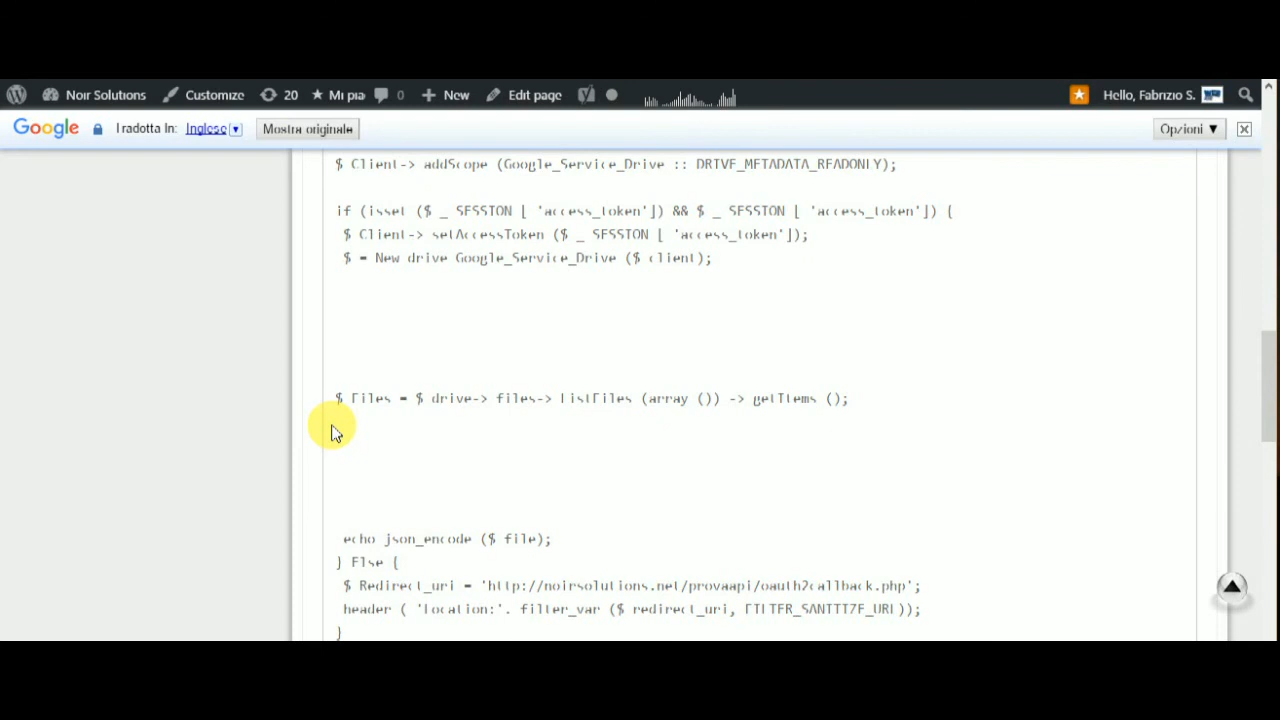 Noir Solutions Customize 20 Mi piac 0 New Edit page Hello, Fabrizio S.
Google Tradotta in: Inglese Mostra originale Opzioni ▼
$ Client-> addScope (Google_Service_Drive :: DRIVE_METADATA_READONLY);
if (isset ($ _ SESSION [ 'access_token']) && $ _ SESSION [ 'access_token']) {
$ Client-> setAccessToken ($ _ SESSION [ 'access_token']);
$ = New drive Google_Service_Drive ($ client);
$ Files = $ drive-> files-> ListFiles (array ()) -> getItems ();
echo json_encode ($ file);
} Else {
$ Redirect_uri = 'http://noirsolutions.net/provaapi/oauth2callback.php';
header ( 'Location:'. filter_var ($ redirect_uri, FILTER_SANITIZE_URL));
}